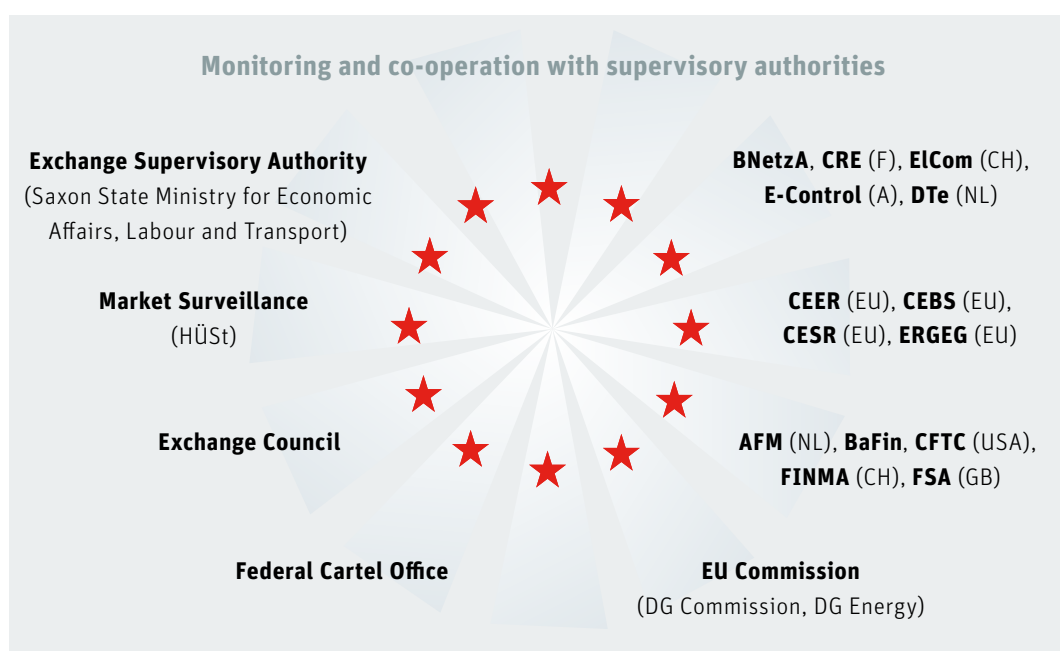 Monitoring and co-operation with supervisory authorities
Exchange Supervisory Authority
(Saxon State Ministry for Economic
Affairs, Labour and Transport)
BNetzA, CRE (F), ElCom (CH),
E-Control (A), DTe (NL)
Market Surveillance
(HÜSt)
CEER (EU), CEBS (EU),
CESR (EU), ERGEG (EU)
Exchange Council
AFM (NL), BaFin, CFTC (USA),
FINMA (CH), FSA (GB)
Federal Cartel Office
EU Commission
(DG Commission, DG Energy)